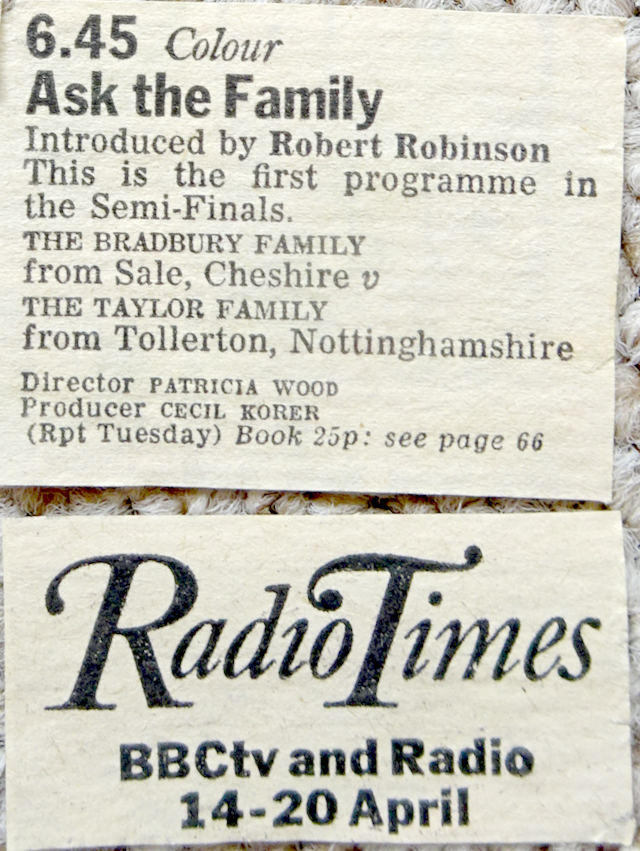 6.45 Colour
Ask the Family
Introduced by Robert Robinson
This is the first programme in
the Semi-Finals.
THE BRADBURY FAMILY
from Sale, Cheshire v
THE TAYLOR FAMILY
from Tollerton, Nottinghamshire
Director PATRICIA WOOD
Producer CECIL KORER
(Rpt Tuesday) Book 25p: see page 66
RadioTimes
BBCtv and Radio
14-20 April